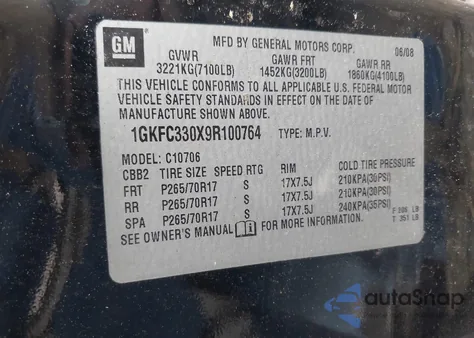 GM
MFD BY GENERAL MOTORS CORP. 06/08
GVWR GAWR FRT GAWR RR
3221KG(7100LB) 1452KG(3200LB) 1860KG(4100LB)
THIS VEHICLE CONFORMS TO ALL APPLICABLE U.S. FEDERAL MOTOR
VEHICLE SAFETY STANDARDS IN EFFECT ON THE DATE OF
MANUFACTURE SHOWN ABOVE.
1GKFC330X9R100764 TYPE: M.P.V.
MODEL: C10706
CBB2 TIRE SIZE SPEED RTG RIM COLD TIRE PRESSURE
FRT P265/70R17 S 17X7.5J 210KPA(30PSI)
RR P265/70R17 S 17X7.5J 210KPA(30PSI)
SPA P265/70R17 S 17X7.5J 240KPA(35PSI)
SEE OWNER'S MANUAL FOR MORE INFORMATION.
T 351 LB
autoSnap